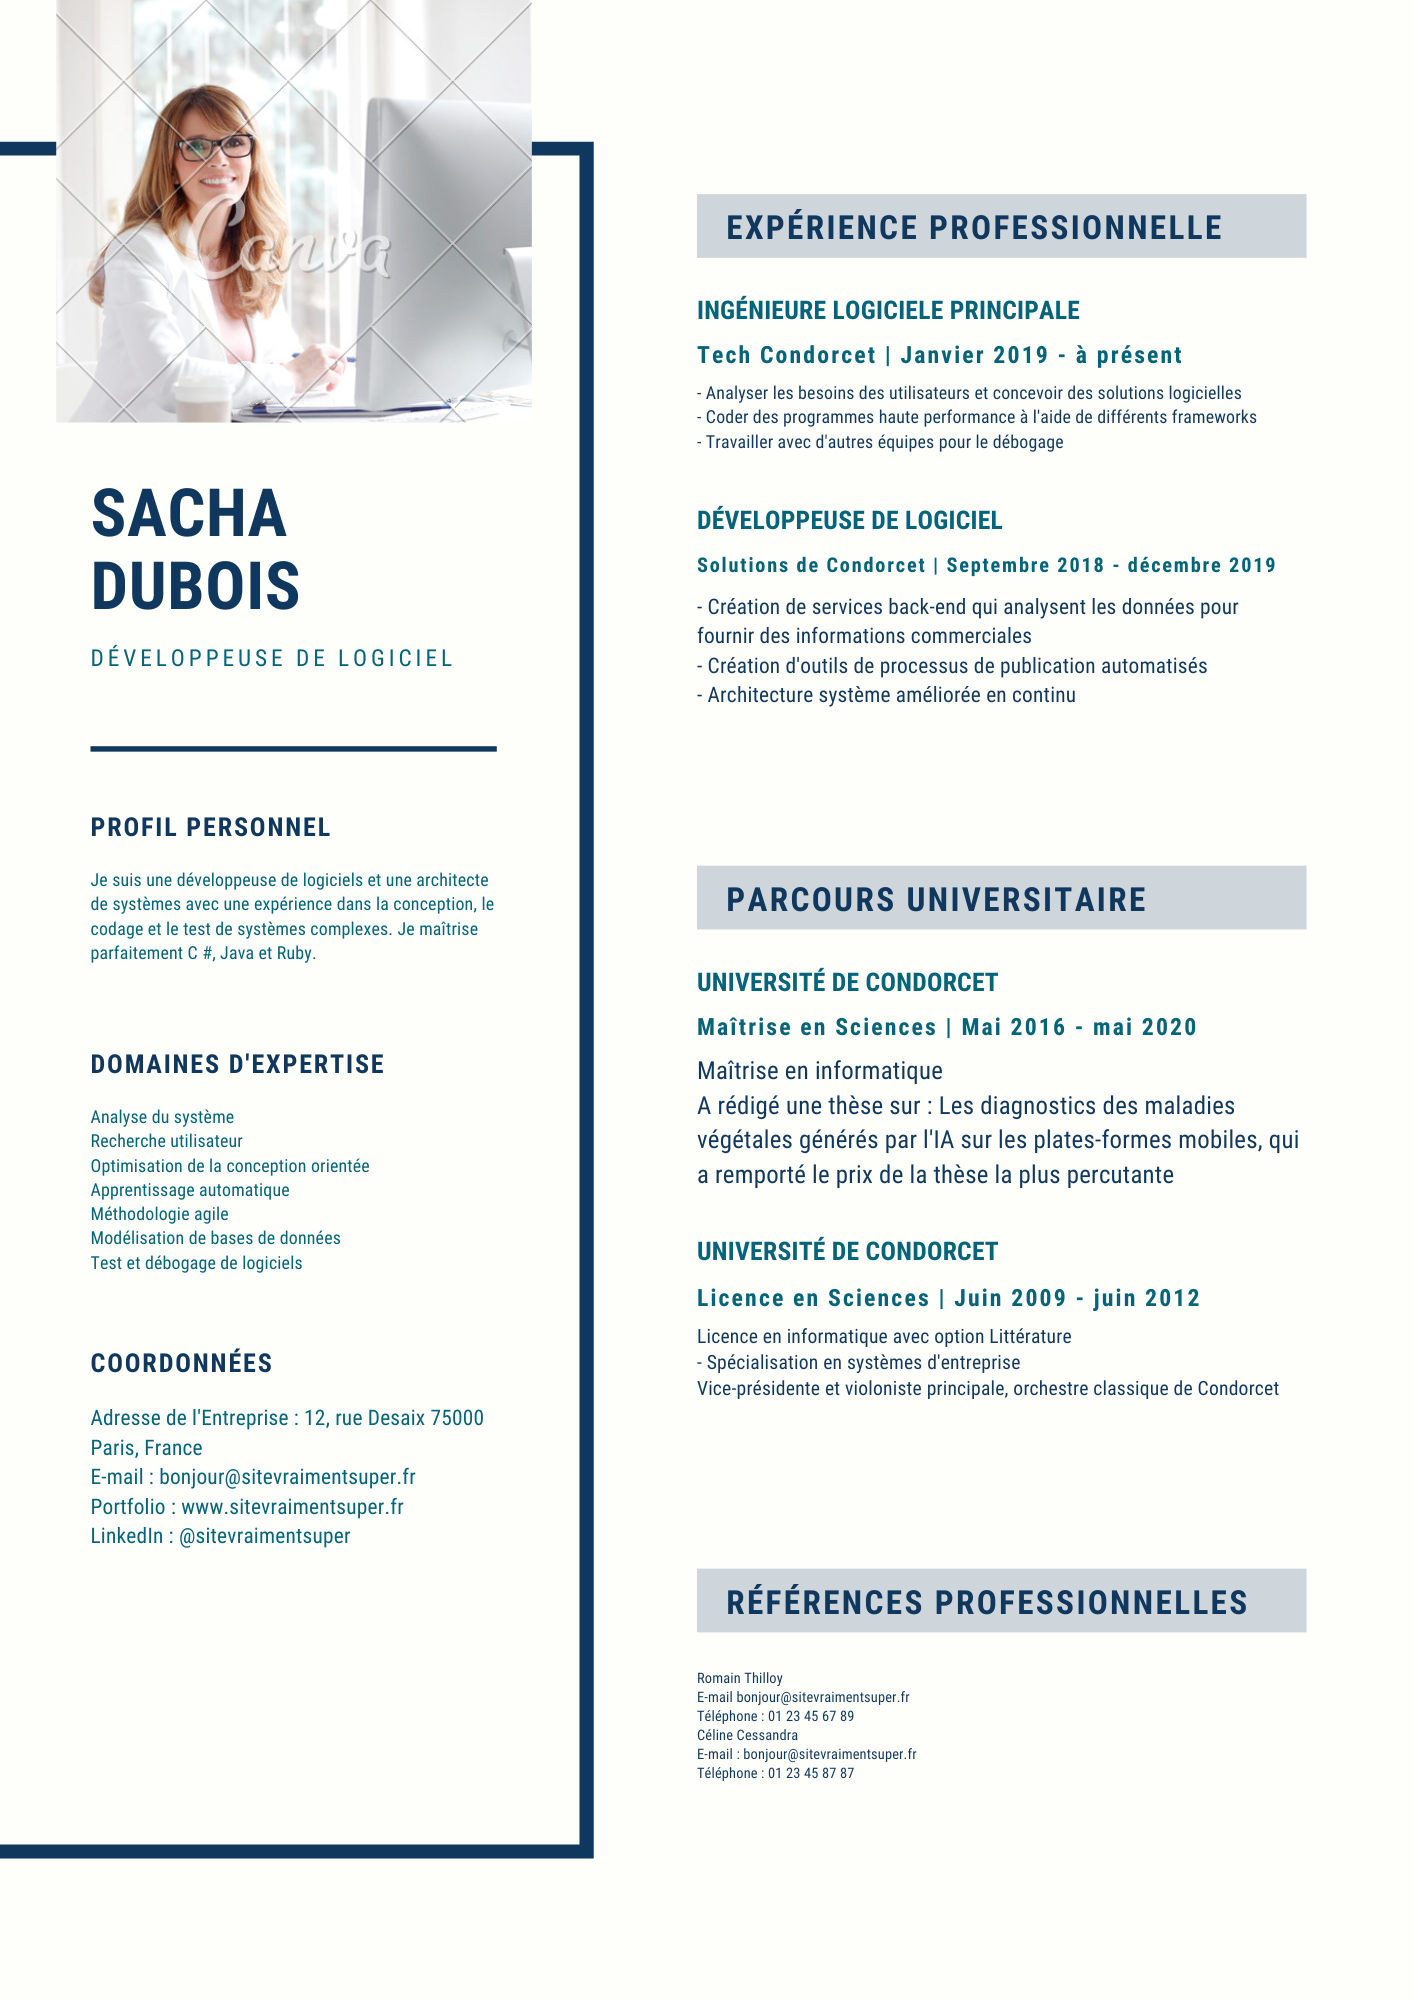 Canva
SACHA
DUBOIS
DÉVELOPPEUSE DE LOGICIEL
PROFIL PERSONNEL
Je suis une développeuse de logiciels et une architecte
de systèmes avec une expérience dans la conception, le
codage et le test de systèmes complexes. Je maîtrise
parfaitement C #, Java et Ruby.
DOMAINES D'EXPERTISE
Analyse du système
Recherche utilisateur
Optimisation de la conception orientée
Apprentissage automatique
Méthodologie agile
Modélisation de bases de données
Test et débogage de logiciels
COORDONNÉES
Adresse de l'Entreprise : 12, rue Desaix 75000
Paris, France
E-mail : bonjour@sitevraimentsuper.fr
Portfolio : www.sitevraimentsuper.fr
LinkedIn : @sitevraimentsuper
EXPÉRIENCE PROFESSIONNELLE
INGÉNIEURE LOGICIELE PRINCIPALE
Tech Condorcet | Janvier 2019 - à présent
- Analyser les besoins des utilisateurs et concevoir des solutions logicielles
- Coder des programmes haute performance à l'aide de différents frameworks
- Travailler avec d'autres équipes pour le débogage
DÉVELOPPEUSE DE LOGICIEL
Solutions de Condorcet | Septembre 2018 - décembre 2019
- Création de services back-end qui analysent les données pour
fournir des informations commerciales
- Création d'outils de processus de publication automatisés
- Architecture système améliorée en continu
PARCOURS UNIVERSITAIRE
UNIVERSITÉ DE CONDORCET
Maîtrise en Sciences | Mai 2016 - mai 2020
Maîtrise en informatique
A rédigé une thèse sur : Les diagnostics des maladies
végétales générés par l'IA sur les plates-formes mobiles, qui
a remporté le prix de la thèse la plus percutante
UNIVERSITÉ DE CONDORCET
Licence en Sciences | Juin 2009 - juin 2012
Licence en informatique avec option Littérature
- Spécialisation en systèmes d'entreprise
Vice-présidente et violoniste principale, orchestre classique de Condorcet
RÉFÉRENCES PROFESSIONNELLES
Romain Thilloy
E-mail bonjour@sitevraimentsuper.fr
Téléphone : 01 23 45 67 89
Céline Cessandra
E-mail : bonjour@sitevraimentsuper.fr
Téléphone : 01 23 45 87 87